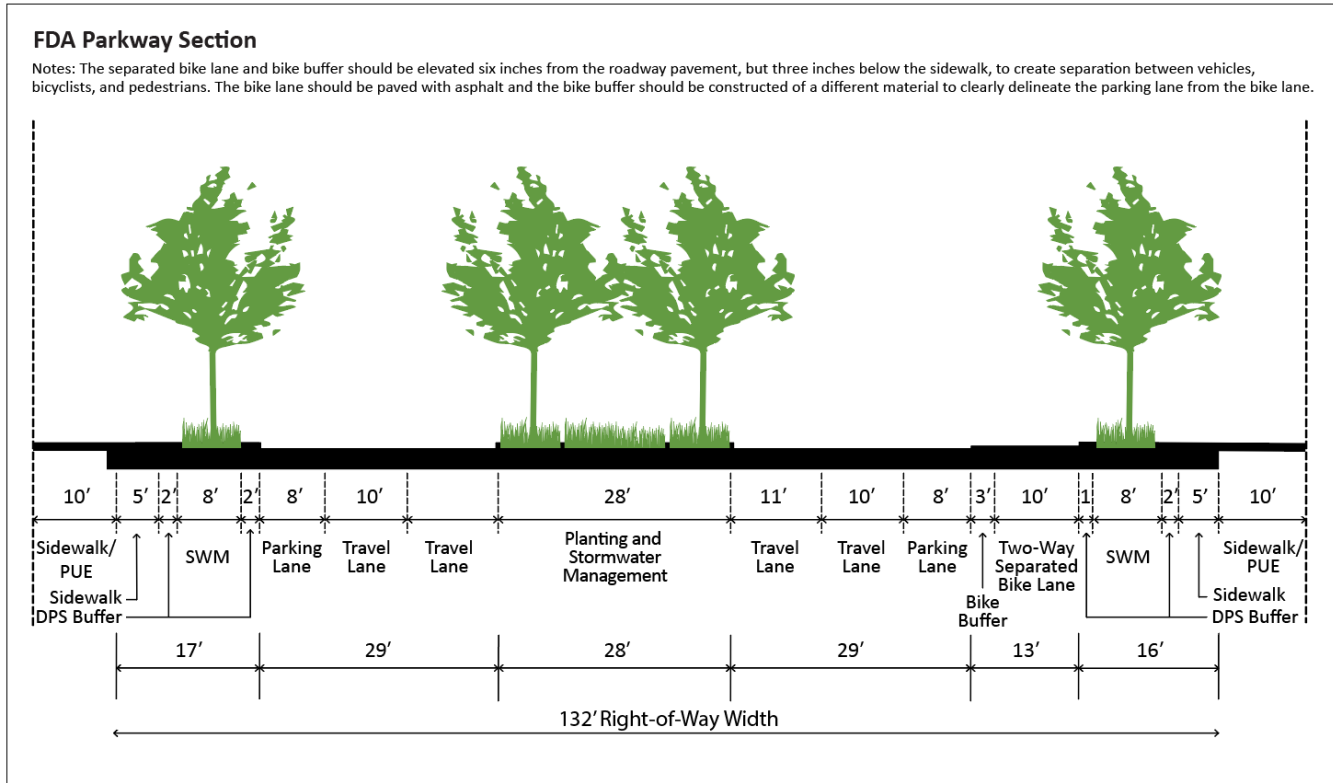 FDA Parkway Section
Notes: The separated bike lane and bike buffer should be elevated six inches from the roadway pavement, but three inches below the sidewalk, to create separation between vehicles,
bicyclists, and pedestrians. The bike lane should be paved with asphalt and the bike buffer should be constructed of a different material to clearly delineate the parking lane from the bike lane.
10′ 5′ 2′ 8′ 2′ 8′ 10′ 28′ 11′ 10′ 8′ 3′ 10′ 1 8′ 2′ 5′ 10′
Sidewalk/
PUE
Sidewalk
DPS Buffer
SWM
Parking
Lane
Travel
Lane
Travel
Lane
Planting and
Stormwater
Management
Travel
Lane
Travel
Lane
Parking
Lane
Bike
Buffer
Two-Way
Separated
Bike Lane
SWM
Sidewalk/
PUE
Sidewalk
DPS Buffer
17′ 29′ 28′ 29′ 13′ 16′
132′ Right-of-Way Width